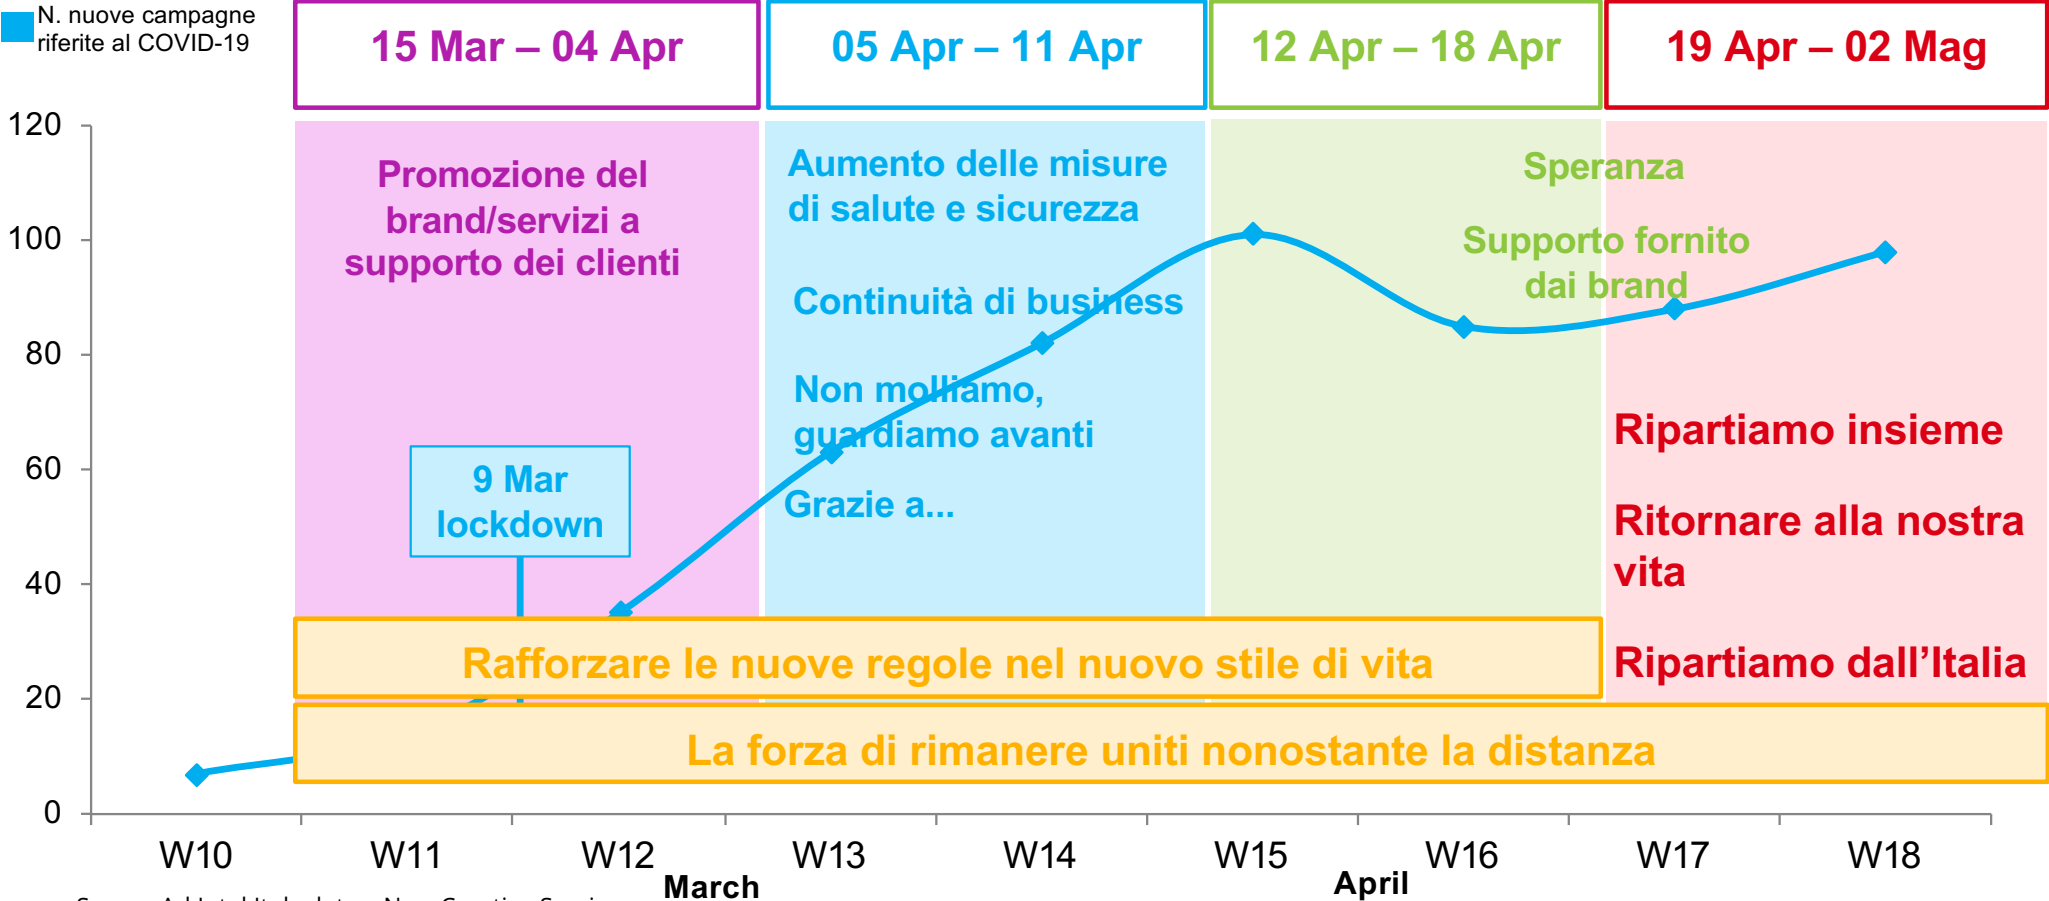 N. nuove campagne
riferite al COVID-19
15 Mar – 04 Apr
05 Apr – 11 Apr
12 Apr – 18 Apr
19 Apr – 02 Mag
120
100
80
60
40
20
0
Promozione del
brand/servizi a
supporto dei clienti
9 Mar
lockdown
Aumento delle misure
di salute e sicurezza
Continuità di business
Non molliamo,
guardiamo avanti
Grazie a...
Speranza
Supporto fornito
dai brand
Ripartiamo insieme
Ritornare alla nostra
vita
Ripartiamo dall’Italia
Rafforzare le nuove regole nel nuovo stile di vita
La forza di rimanere uniti nonostante la distanza
W10 W11 W12 W13 W14 W15 W16 W17 W18
March April